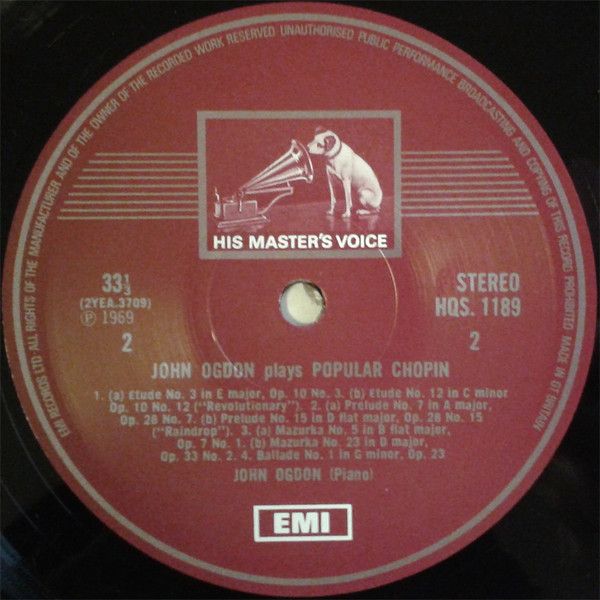 EMI RECORDS LTD · ALL RIGHTS OF THE MANUFACTURER AND OF THE OWNER OF THE RECORDED WORK RESERVED UNAUTHORISED PUBLIC PERFORMANCE BROADCASTING AND COPYING OF THIS RECORD PROHIBITED MADE IN GT BRITAIN
HIS MASTER'S VOICE
33⅓
(2YEA.3709)
Ⓟ 1969
2
STEREO
HQS. 1189
2
JOHN OGDON plays POPULAR CHOPIN
1. (a) Etude No. 3 in E major, Op. 10 No. 3. (b) Etude No. 12 in C minor
Op. 10 No. 12 ("Revolutionary"). 2. (a) Prelude No. 7 in A major,
Op. 28 No. 7. (b) Prelude No. 15 in D flat major, Op. 28 No. 15
("Raindrop"). 3. (a) Mazurka No. 5 in B flat major,
Op. 7 No. 1. (b) Mazurka No. 23 in D major,
Op. 33 No. 2. 4. Ballade No. 1 in G minor, Op. 23
JOHN OGDON (Piano)
EMI